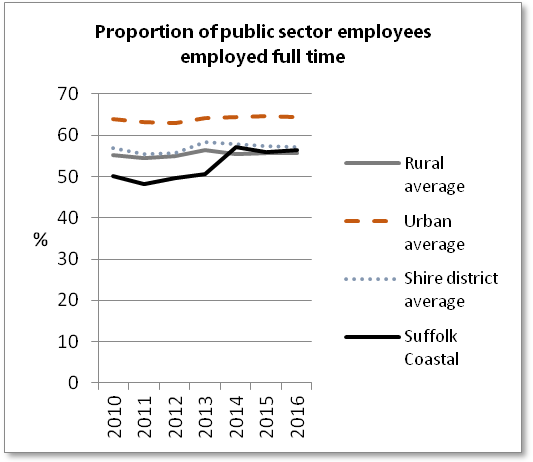 Proportion of public sector employees
employed full time
70
60
50
40
30
20
10
0
%
2010
2011
2012
2013
2014
2015
2016
Rural
average
Urban
average
Shire district
average
Suffolk
Coastal